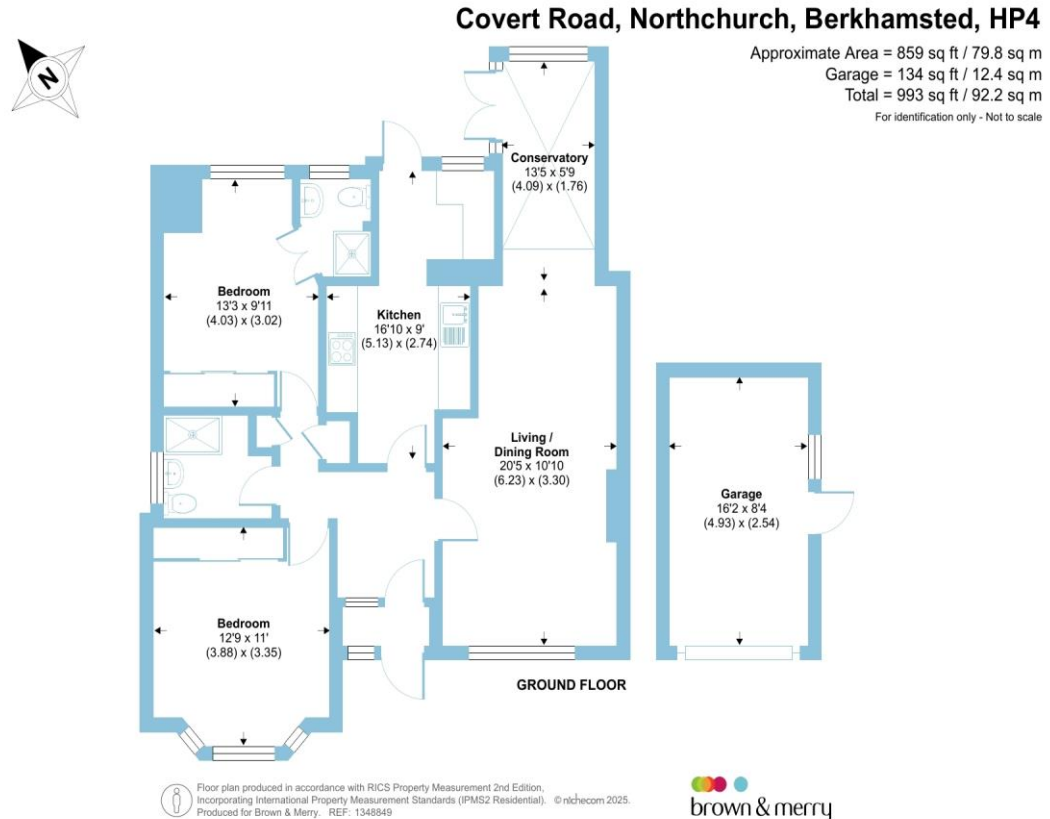 Covert Road, Northchurch, Berkhamsted, HP4
Approximate Area = 859 sq ft / 79.8 sq m
Garage = 134 sq ft / 12.4 sq m
Total = 993 sq ft / 92.2 sq m
For identification only - Not to scale
N
Conservatory
13'5 x 5'9
(4.09) x (1.76)
Bedroom
13'3 x 9'11
(4.03) x (3.02)
Kitchen
16'10 x 9'
(5.13) x (2.74)
Living /
Dining Room
20'5 x 10'10
(6.23) x (3.30)
Garage
16'2 x 8'4
(4.93) x (2.54)
Bedroom
12'9 x 11'
(3.88) x (3.35)
GROUND FLOOR
Floor plan produced in accordance with RICS Property Measurement 2nd Edition,
Incorporating International Property Measurement Standards (IPMS2 Residential). © nichecom 2025.
Produced for Brown & Merry. REF: 1348849
brown & merry